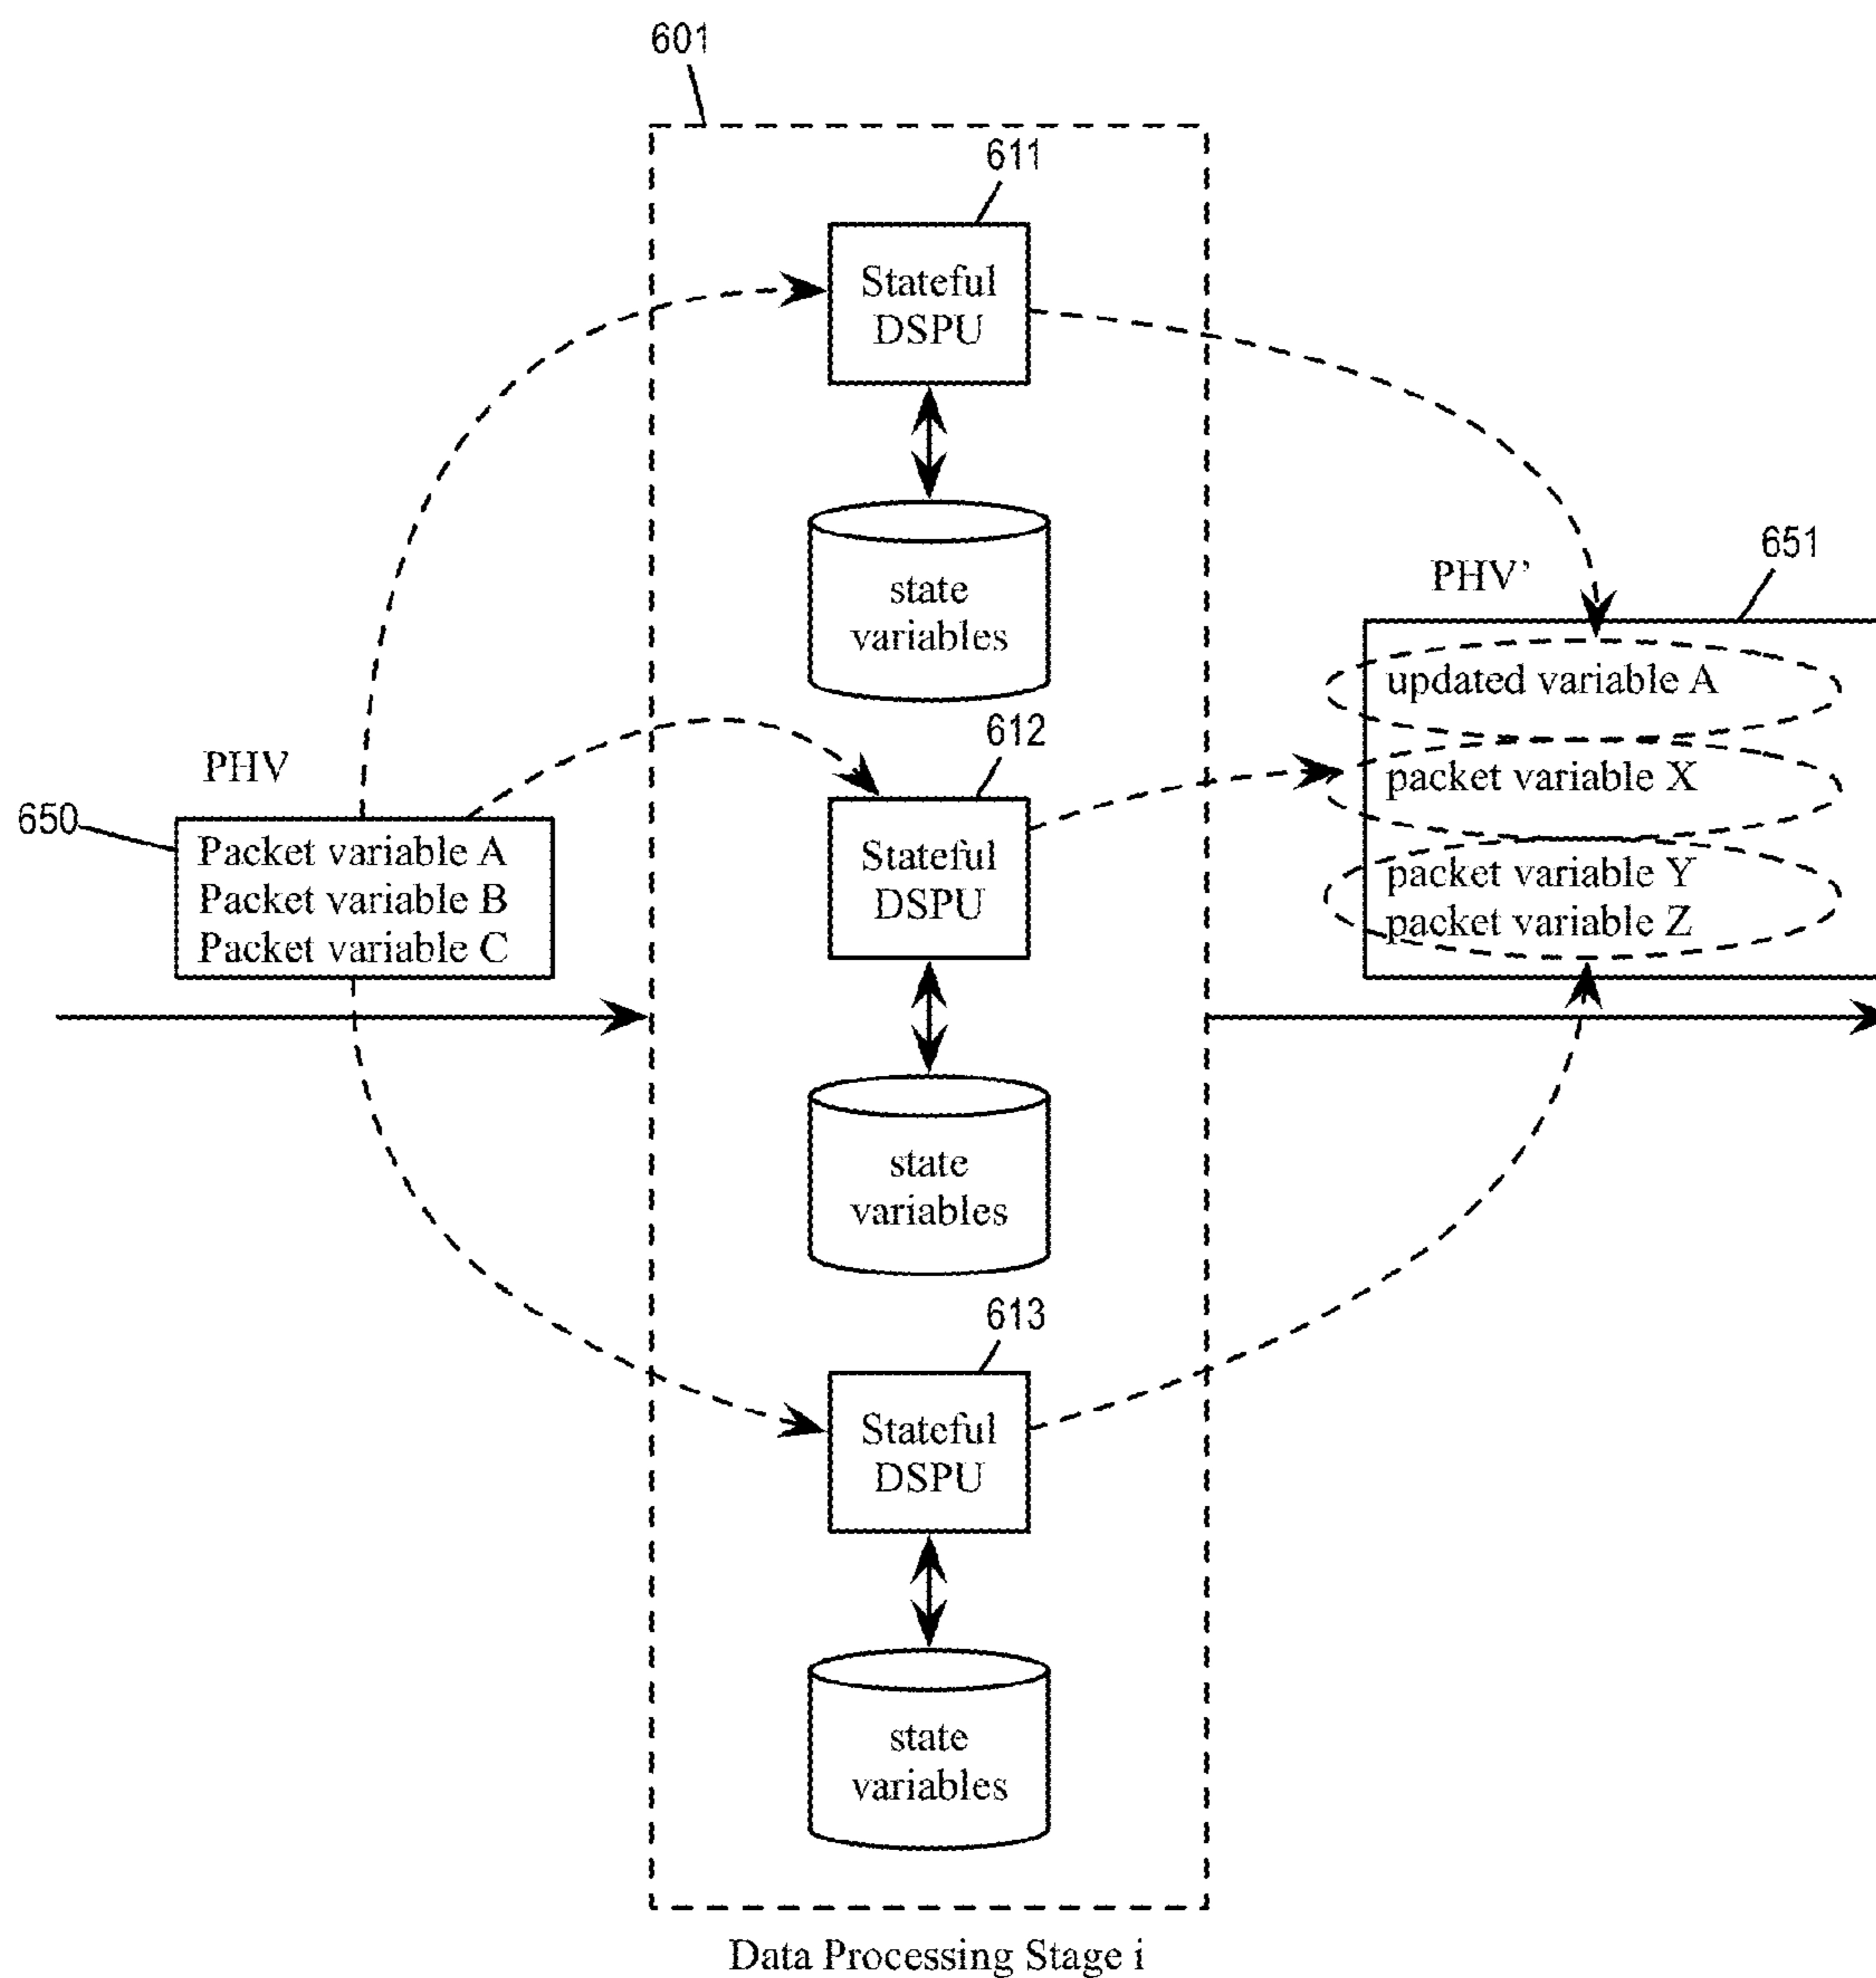 601
611
Stateful
DSPU
state
variables
PHV
650
Packet variable A
Packet variable B
Packet variable C
612
Stateful
DSPU
state
variables
613
Stateful
DSPU
state
variables
PHV’
651
updated variable A
packet variable X
packet variable Y
packet variable Z
Data Processing Stage i